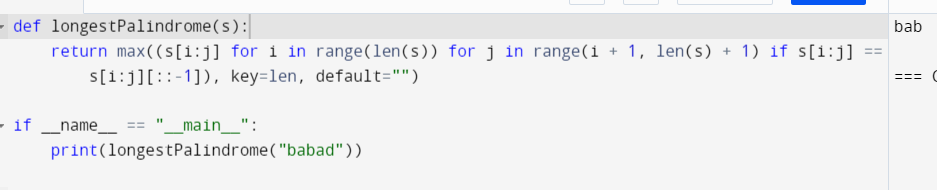 def longestPalindrome(s):
    return max((s[i:j] for i in range(len(s)) for j in range(i + 1, len(s) + 1) if s[i:j] ==
        s[i:j][::-1]), key=len, default="")

if __name__ == "__main__":
    print(longestPalindrome("babad"))
bab
===